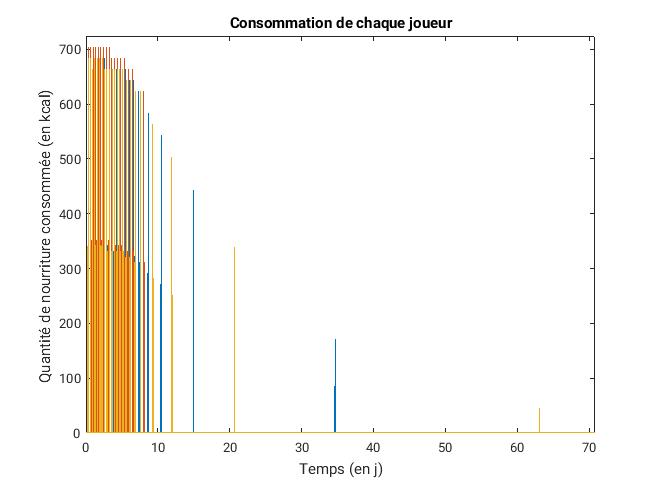 Consommation de chaque joueur
Quantité de nourriture consommée (en kcal)
700
600
500
400
300
200
100
0
0 10 20 30 40 50 60 70
Temps (en j)